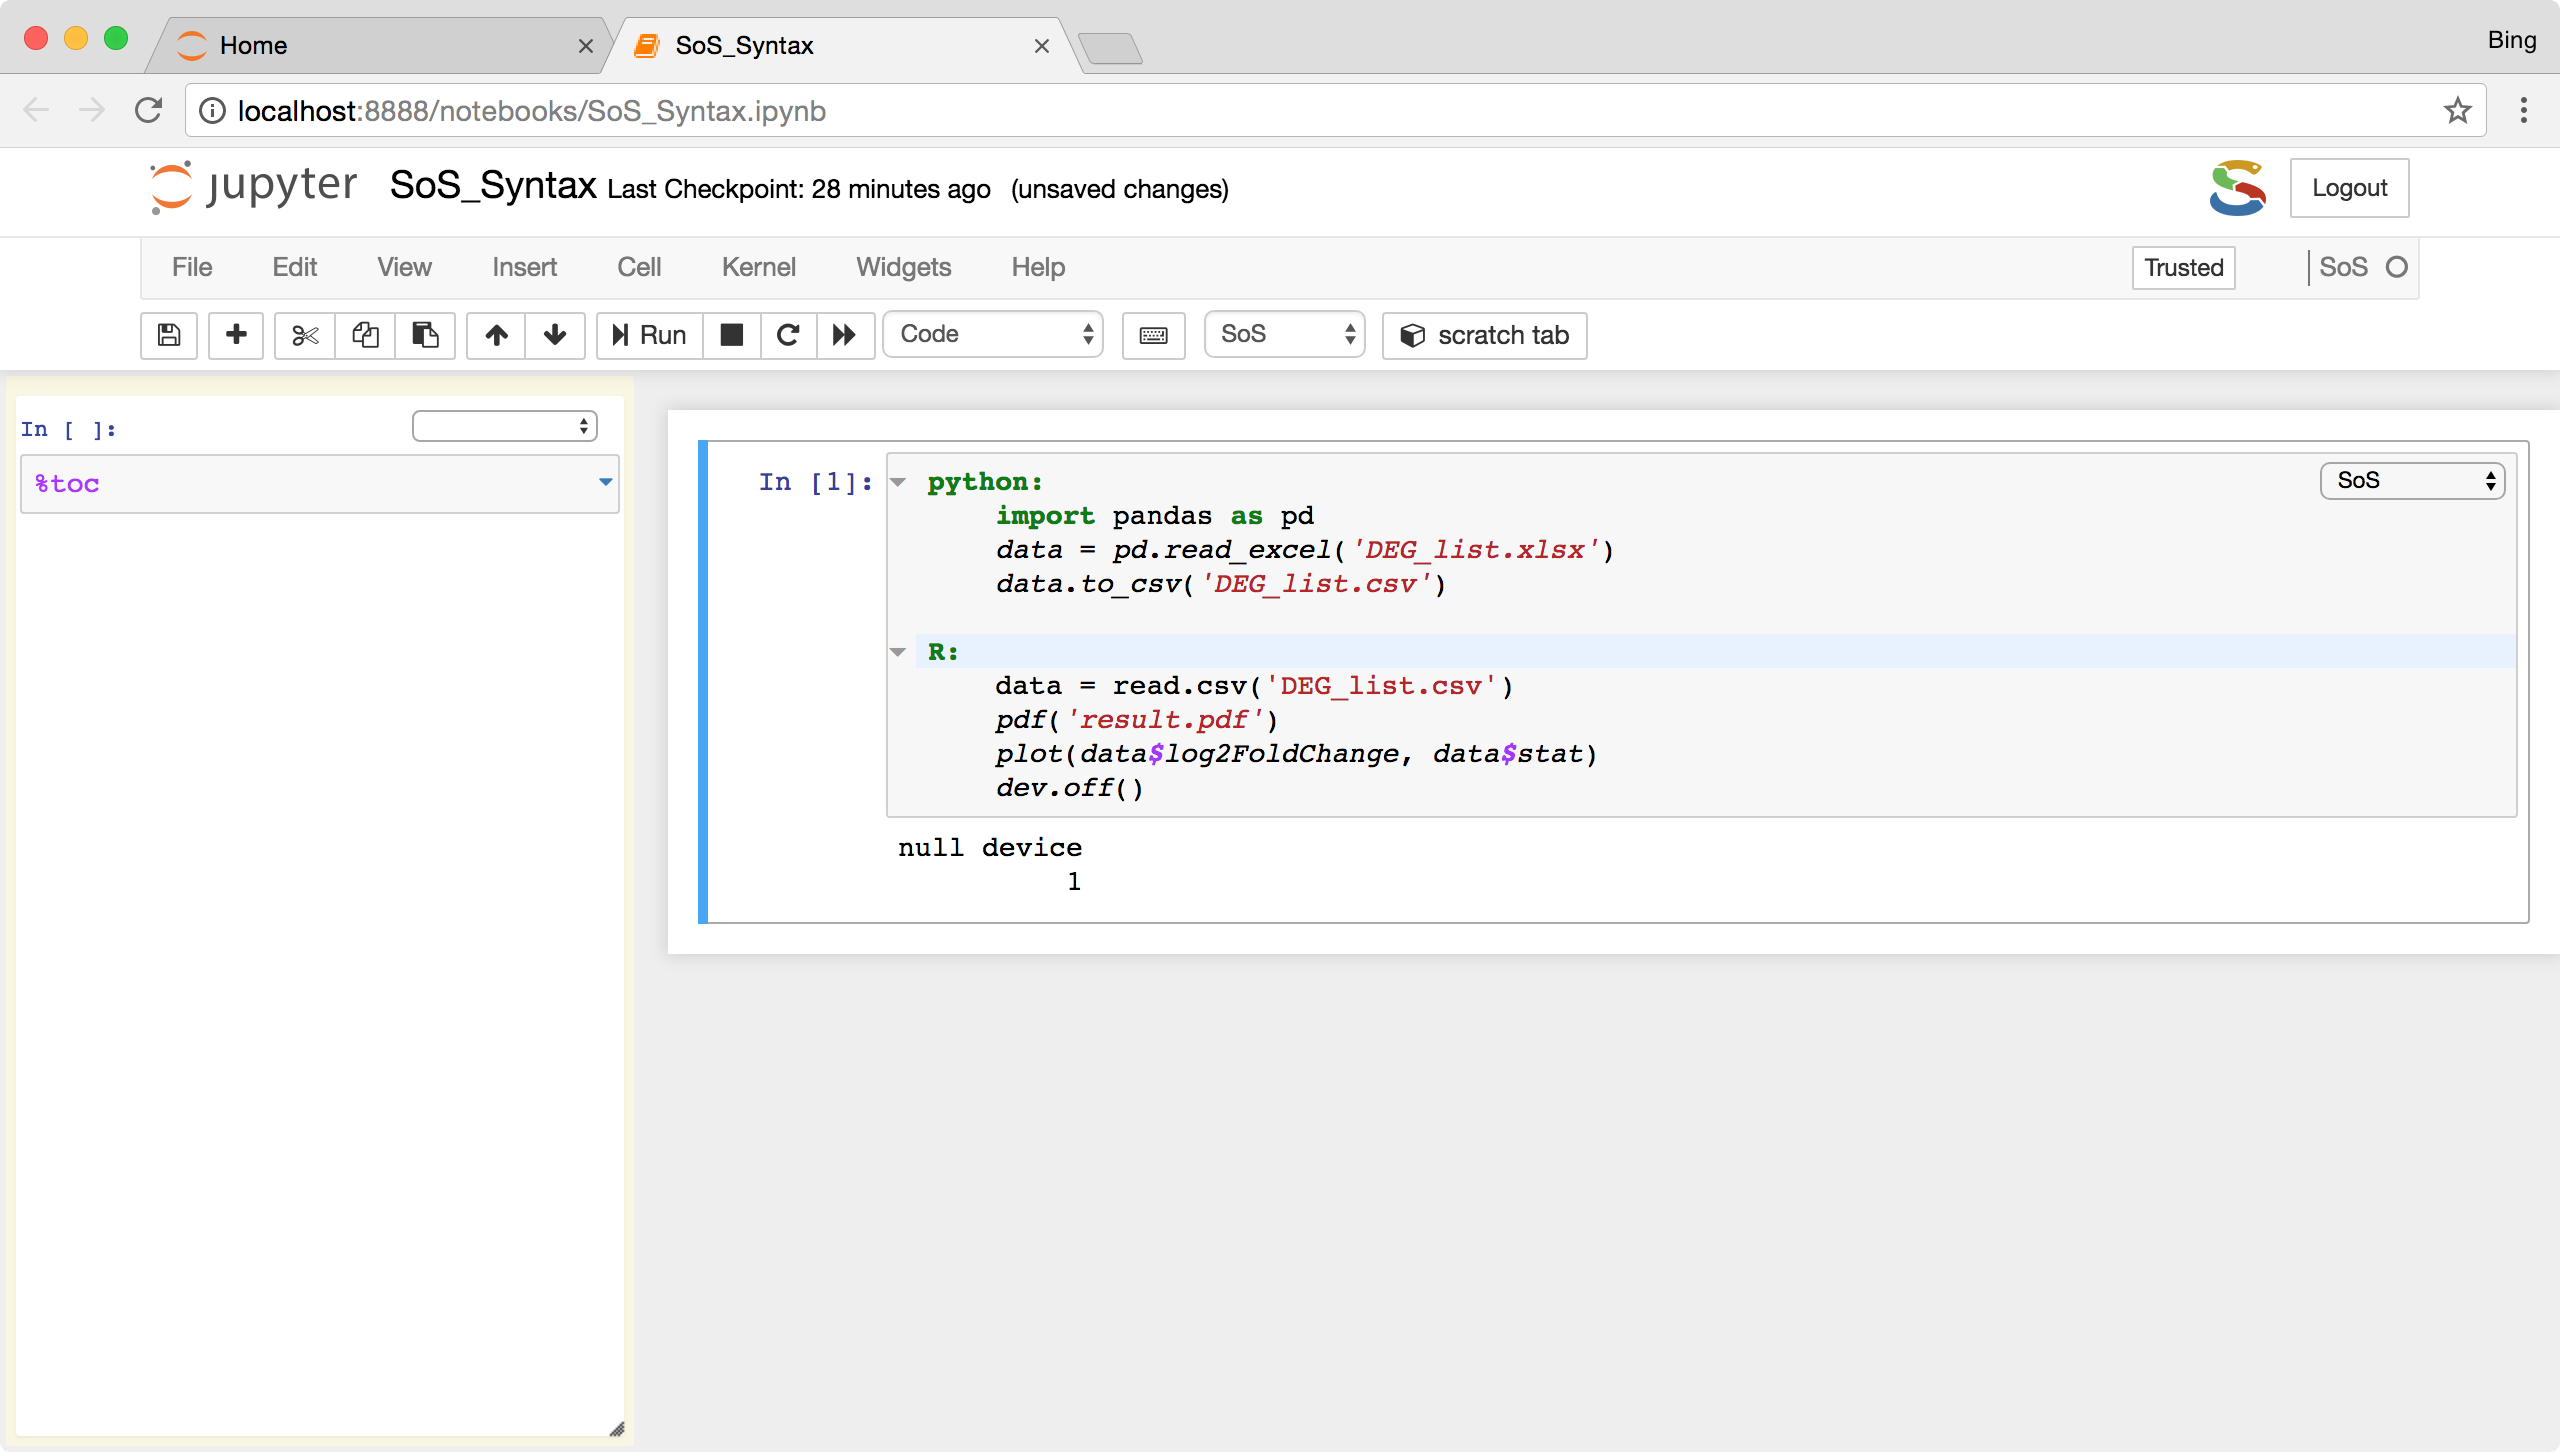 Home
SoS_Syntax
Bing
localhost:8888/notebooks/SoS_Syntax.ipynb
jupyter SoS_Syntax Last Checkpoint: 28 minutes ago (unsaved changes)
Logout
File Edit View Insert Cell Kernel Widgets Help
Trusted
SoS
Run
Code
SoS
scratch tab
In [ ]:
%toc
In [1]:
python:
SoS
import pandas as pd
data = pd.read_excel('DEG_list.xlsx')
data.to_csv('DEG_list.csv')
R:
data = read.csv('DEG_list.csv')
pdf('result.pdf')
plot(data$log2FoldChange, data$stat)
dev.off()
null device
1